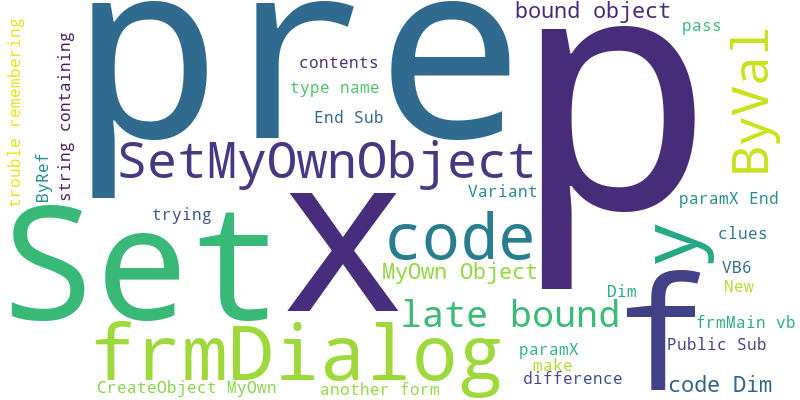 pre
p
bound object
pass
contents
type name
End Sub
ByVal
trouble remembering
string containing
ByRef
SetMyOwnObject
Variant
paramX End
trying
Set
x
code
y
clues
MyOwn Object
VB6
New
Dim
f
late bound
frmMain vb
frmDialog
Public Sub
paramX
make
difference
code Dim
CreateObject MyOwn
another form